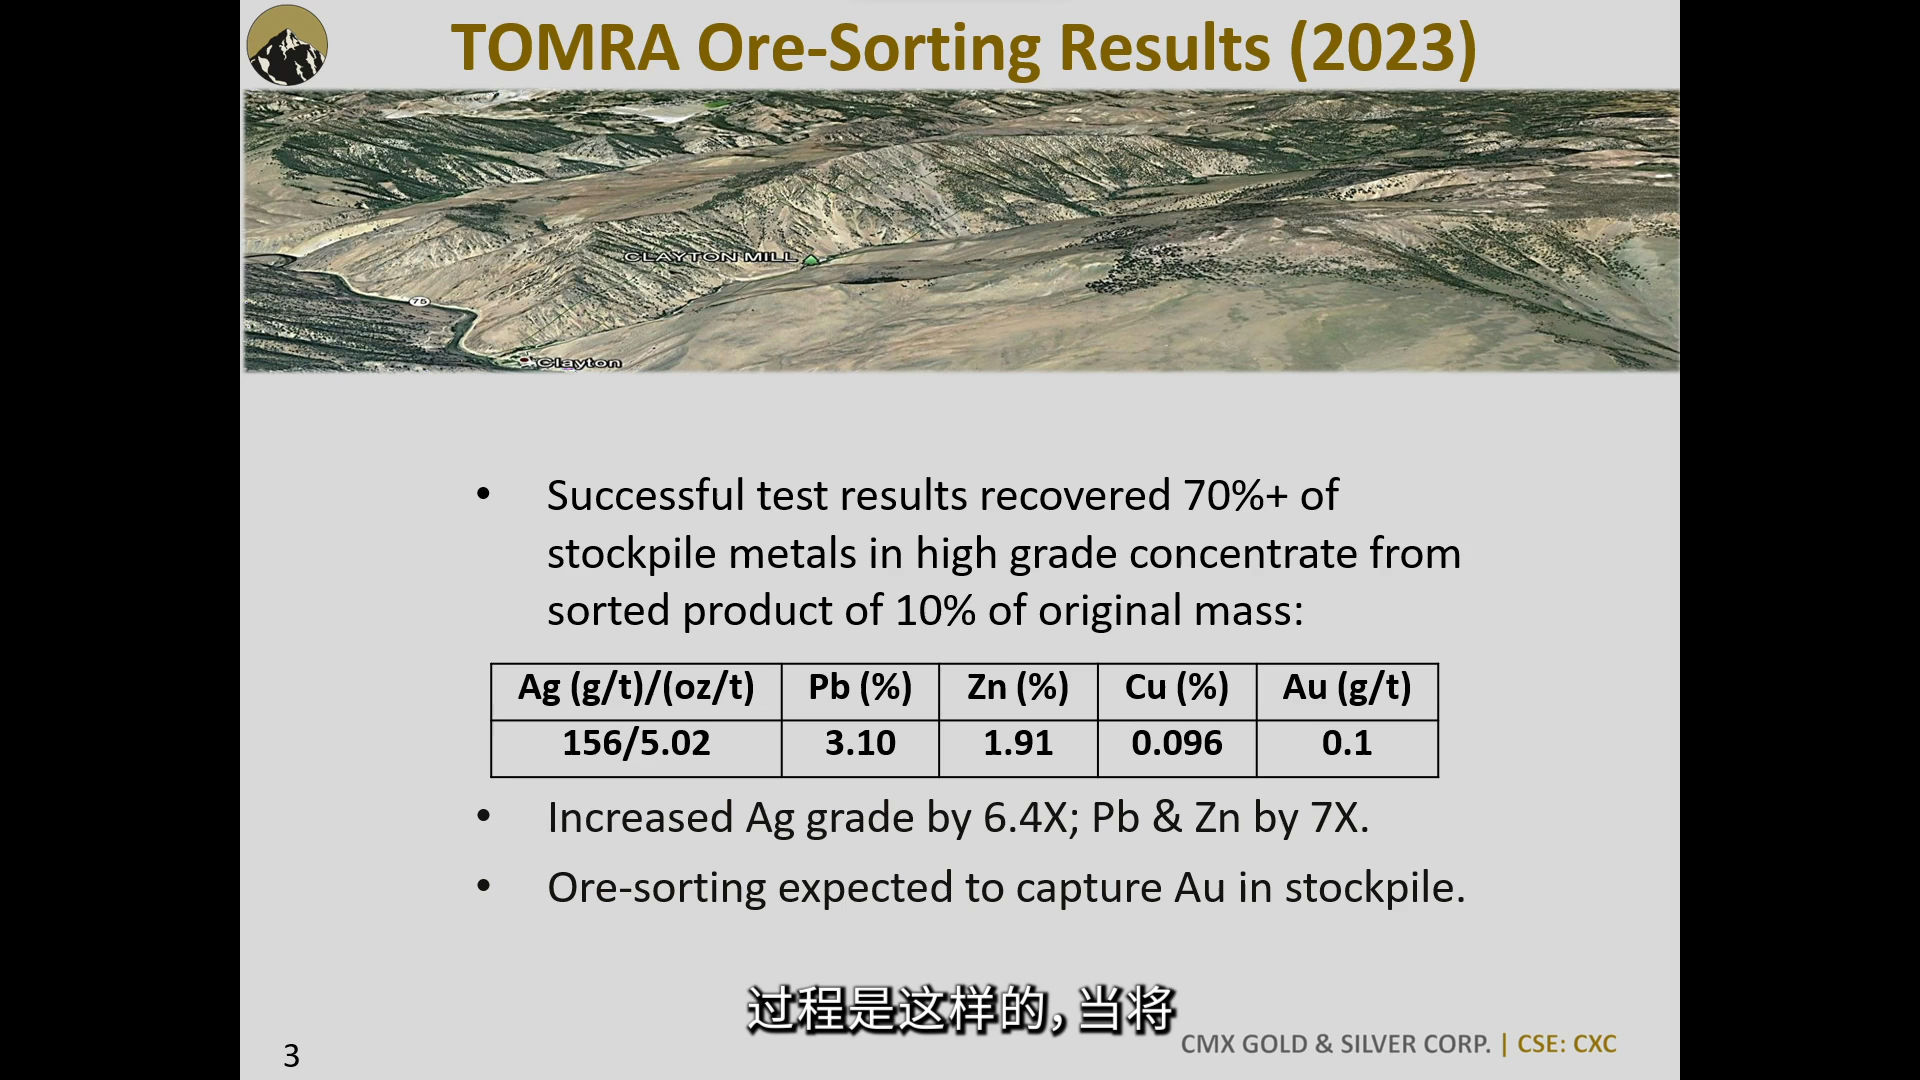 TOMRA Ore-Sorting Results (2023)
CLAYTON MILL
75
Clayton
• Successful test results recovered 70%+ of
stockpile metals in high grade concentrate from
sorted product of 10% of original mass:
Ag (g/t)/(oz/t) Pb (%) Zn (%) Cu (%) Au (g/t)
156/5.02 3.10 1.91 0.096 0.1
• Increased Ag grade by 6.4X; Pb & Zn by 7X.
• Ore-sorting expected to capture Au in stockpile.
过程是这样的，当将
CMX GOLD & SILVER CORP. | CSE: CXC
3